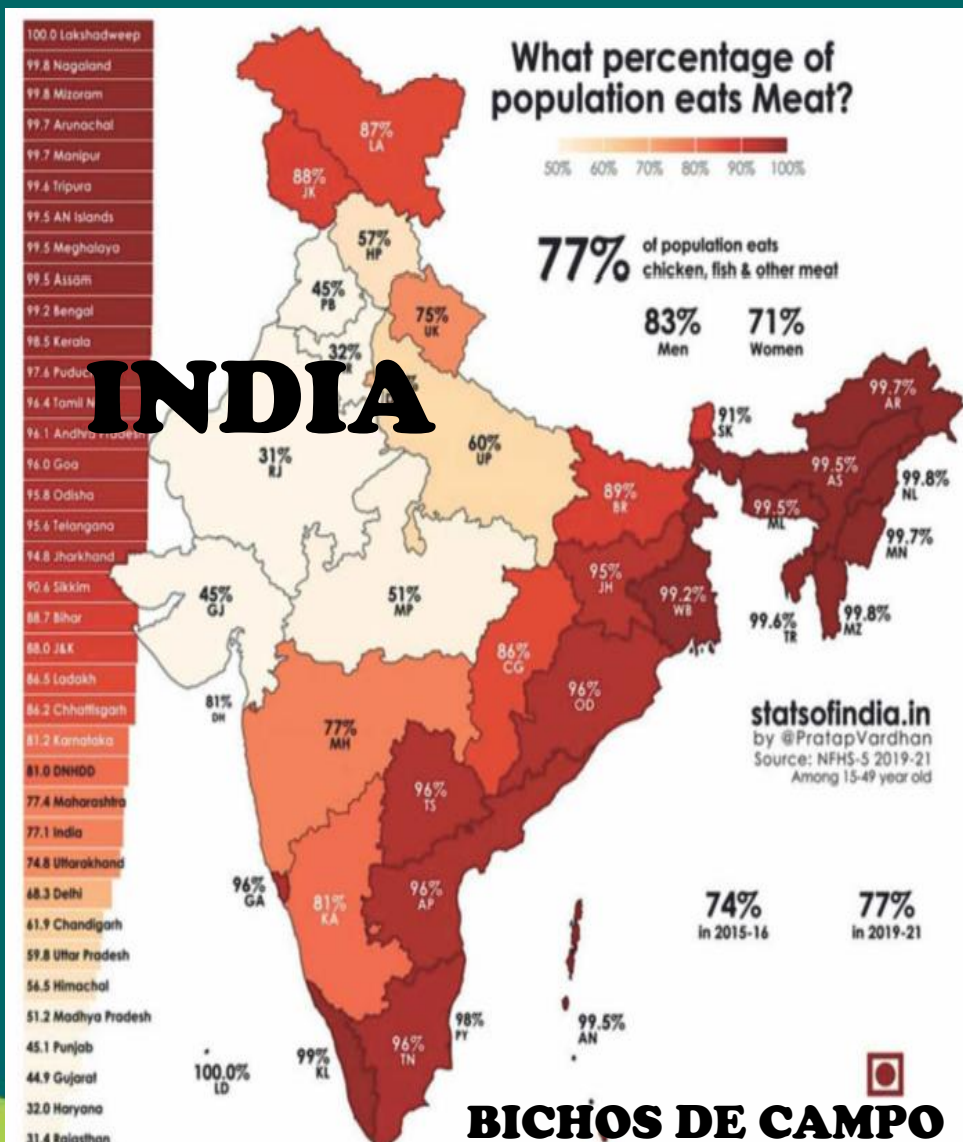 What percentage of
population eats Meat?
50% 60% 70% 80% 90% 100%
77% of population eats
chicken, fish & other meat
83% 71%
Men Women
100.0 Lakshadweep
99.8 Nagaland
99.8 Mizoram
99.7 Arunachal
99.7 Manipur
99.6 Tripura
99.5 AN Islands
99.5 Meghalaya
99.5 Assam
99.2 Bengal
98.5 Kerala
97.6
96.4 Tamil
96.1 Andhra Pradesh
96.0 Goa
95.8 Odisha
95.6 Telangana
94.8 Jharkhand
90.6 Sikkim
88.7 Bihar
88.0 J&K
86.5 Ladakh
86.2 Chhattisgarh
81.2 Karnataka
81.0 DNHDD
77.4 Maharashtra
77.1 India
74.8 Uttarakhand
68.3 Delhi
61.9 Chandigarh
59.8 Uttar Pradesh
56.5 Himachal
51.2 Madhya Pradesh
45.1 Punjab
44.9 Gujarat
32.0 Haryana
31.4 Rajasthan
INDIA
87%
LA
88%
JK
57%
HP
45%
PB
75%
UK
32%
31%
RJ
60%
UP
91%
SK
99.7%
AR
99.5%
AS
99.8%
NL
99.5%
ML
99.7%
MN
99.6%
TR
99.8%
MZ
89%
BR
95%
JH
99.2%
WB
45%
GJ
51%
MP
86%
CG
96%
OD
81%
DH
77%
MH
96%
TS
96%
GA
81%
KA
96%
AP
98%
PY
96%
TN
99%
KL
100.0%
LD
99.5%
AN
statsofindia.in
by @PratapVardhan
Source: NFHS-5 2019-21
Among 15-49 year old
74% 77%
in 2015-16 in 2019-21
BICHOS DE CAMPO